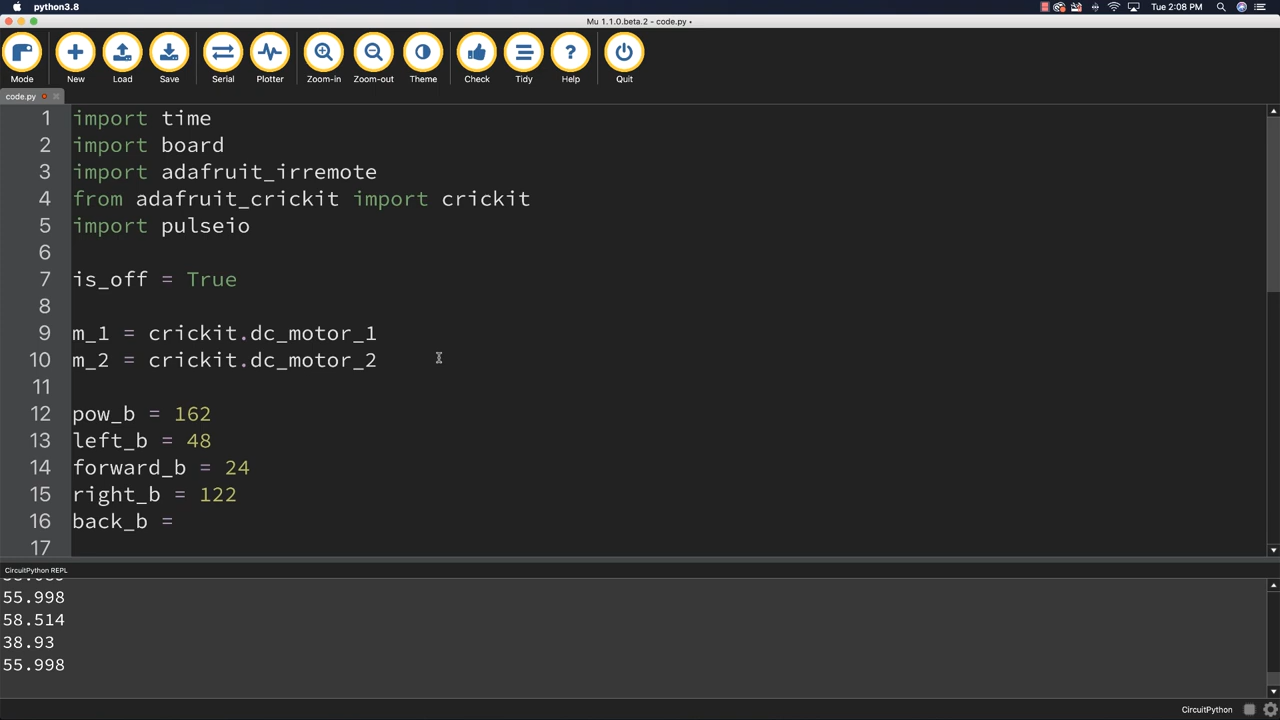 python3.8
Tue 2:08 PM
Mu 1.1.0.beta.2 - code.py •
Mode New Load Save Serial Plotter Zoom-in Zoom-out Theme Check Tidy Help Quit
code.py
1 import time
2 import board
3 import adafruit_irremote
4 from adafruit_crickit import crickit
5 import pulseio
6
7 is_off = True
8
9 m_1 = crickit.dc_motor_1
10 m_2 = crickit.dc_motor_2
11
12 pow_b = 162
13 left_b = 48
14 forward_b = 24
15 right_b = 122
16 back_b =
17
CircuitPython REPL
55.998
58.514
38.93
55.998
CircuitPython